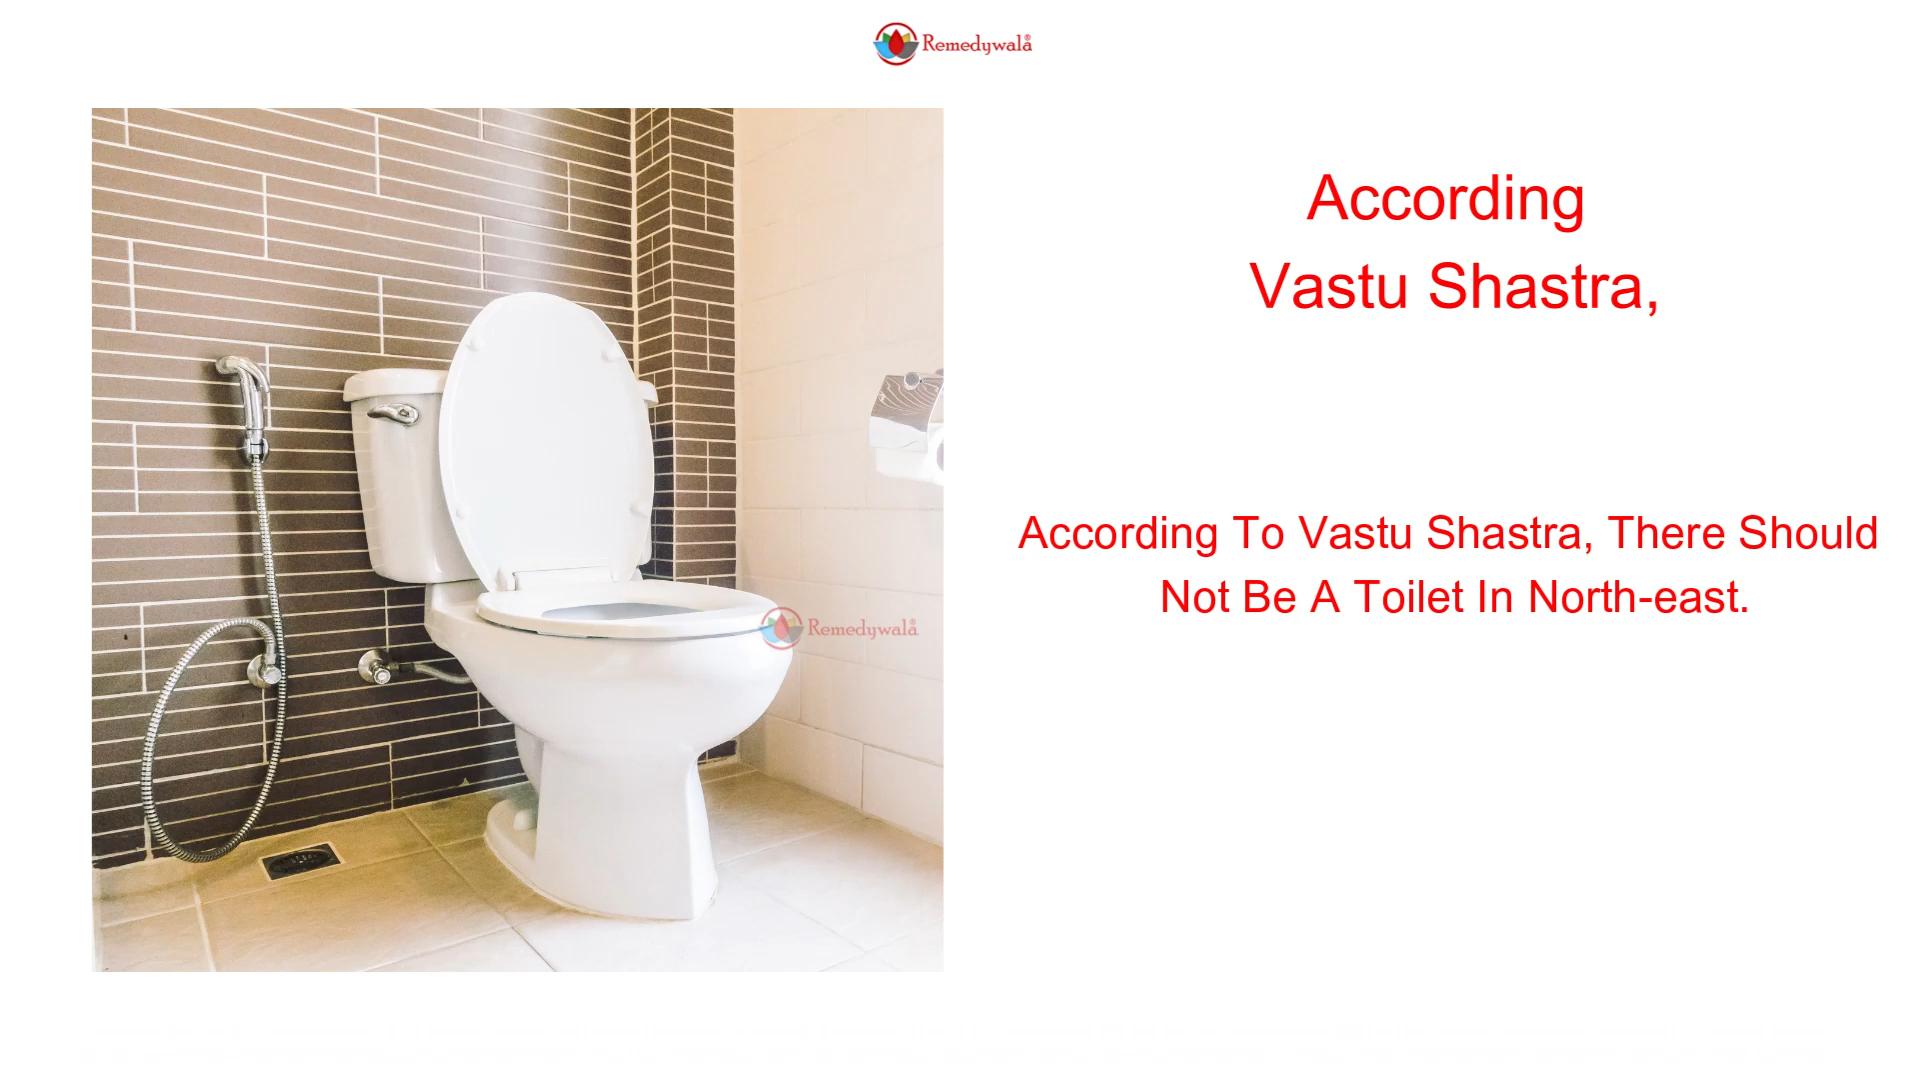 Remedywala®
According
Vastu Shastra,
According To Vastu Shastra, There Should
Not Be A Toilet In North-east.
Remedywala®